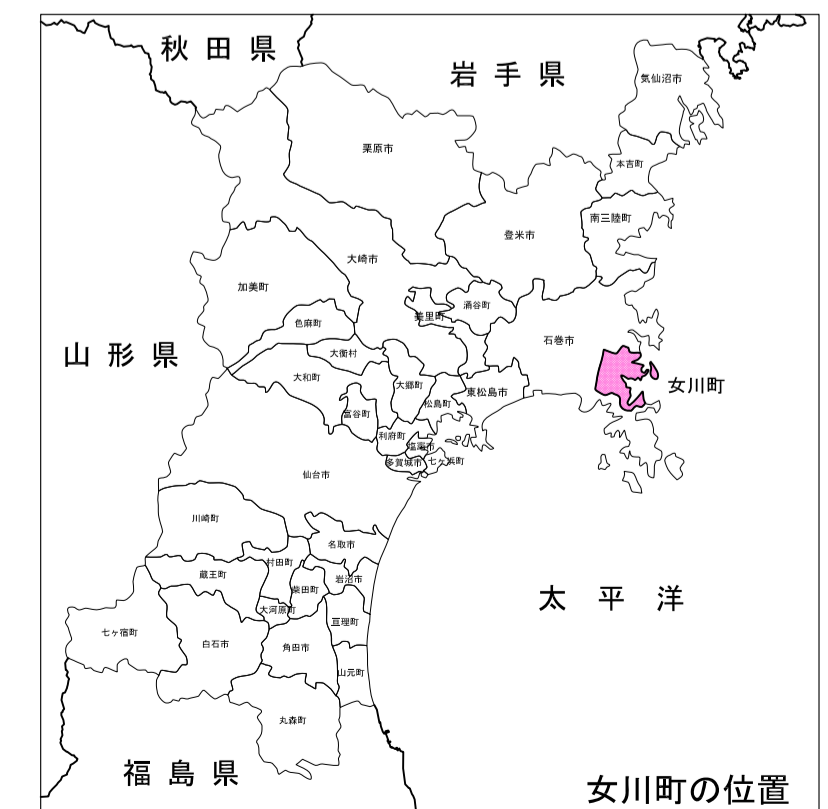 秋田県
岩手県
気仙沼市
栗原市
本吉町
南三陸町
登米市
大崎市
加美町
涌谷町
美里町
色麻町
石巻市
大衡村
山形県
大和町
大郷町
女川町
東松島市
松島町
富谷町
利府町
塩竈市
多賀城市
七ヶ浜町
仙台市
川崎町
名取市
村田町
蔵王町
岩沼市
柴田町
太平洋
大河原町
亘理町
七ヶ宿町
白石市
角田市
山元町
丸森町
福島県
女川町の位置